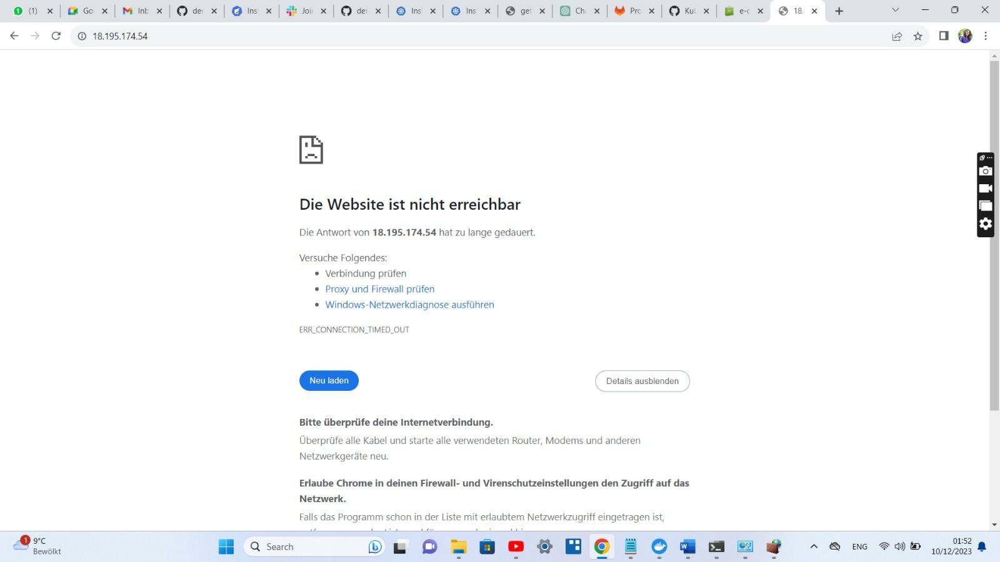 (1)
Go
Inb
der
Ins
Joi
der
Ins
Ins
get
Ch
Pro
Kul
e-c
18.
18.195.174.54
Die Website ist nicht erreichbar
Die Antwort von 18.195.174.54 hat zu lange gedauert.
Versuche Folgendes:
Verbindung prüfen
Proxy und Firewall prüfen
Windows-Netzwerkdiagnose ausführen
ERR_CONNECTION_TIMED_OUT
Neu laden
Details ausblenden
Bitte überprüfe deine Internetverbindung.
Überprüfe alle Kabel und starte alle verwendeten Router, Modems und anderen
Netzwerkgeräte neu.
Erlaube Chrome in deinen Firewall- und Virenschutzeinstellungen den Zugriff auf das
Netzwerk.
Falls das Programm schon in der Liste mit erlaubtem Netzwerkzugriff eingetragen ist,
1
9°C
Bewölkt
Search
ENG
01:52
10/12/2023